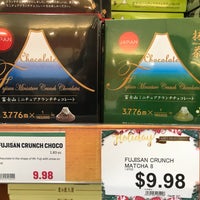 JAPAN
Chocolate
Fujisan Miniature Crunch Chocolates
富士山ミニチュアクランチチョコレート
3,776m×
JAPAN
Chocolate
Fujisan Miniature Crunch Chocolates
富士山ミニチュアクランチチョコレート
3,776m×
FUJISAN CRUNCH CHOCO
9.98
Holiday
FUJISAN CRUNCH
MATCHA 8
$9.98